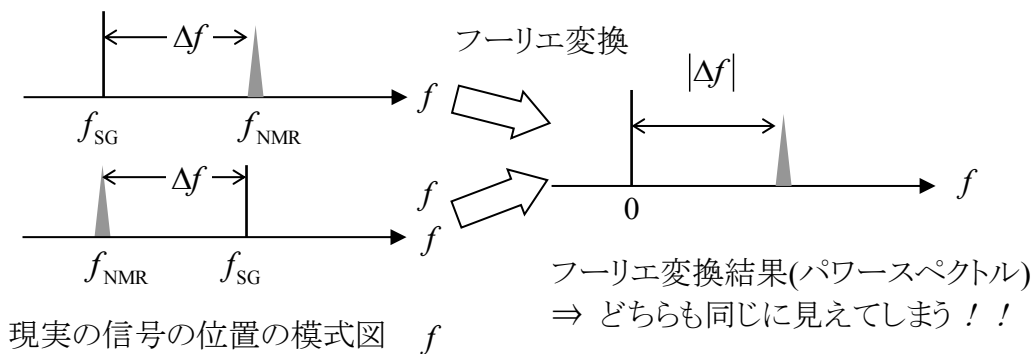 Δf
フーリエ変換
|Δf|
f
f_SG
f_NMR
Δf
f
f
f
0
f_NMR
f_SG
フーリエ変換結果(パワースペクトル)
⇒ どちらも同じに見えてしまう!!
現実の信号の位置の模式図 f